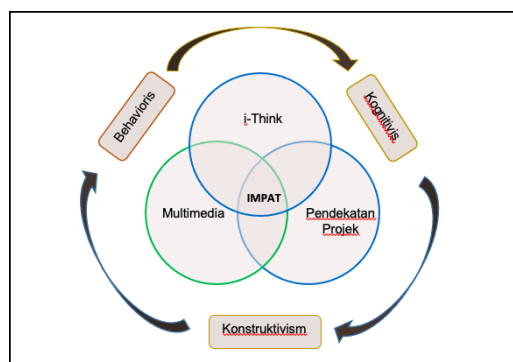 i-Think
Behavioris
Kognitivis
IMPAT
Multimedia
Pendekatan
Projek
Konstruktivism